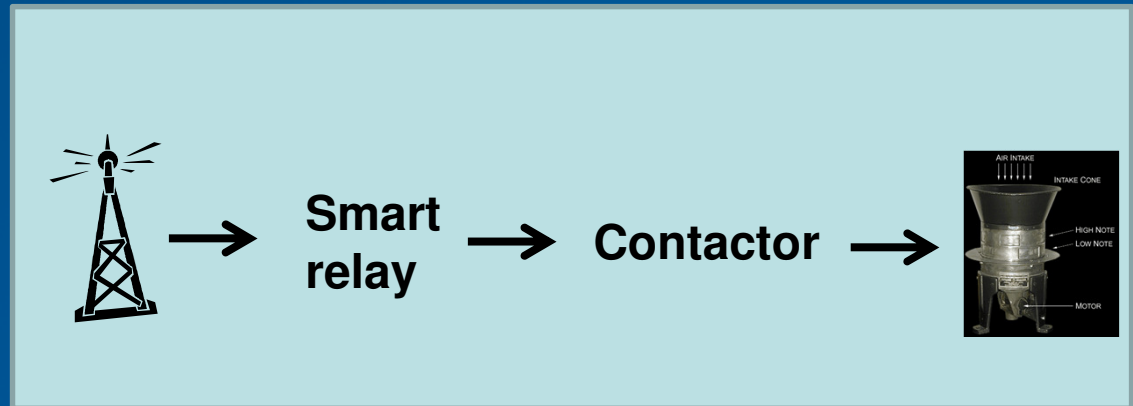 Smart
relay
Contactor
AIR INTAKE
INTAKE CONE
HIGH NOTE
LOW NOTE
MOTOR